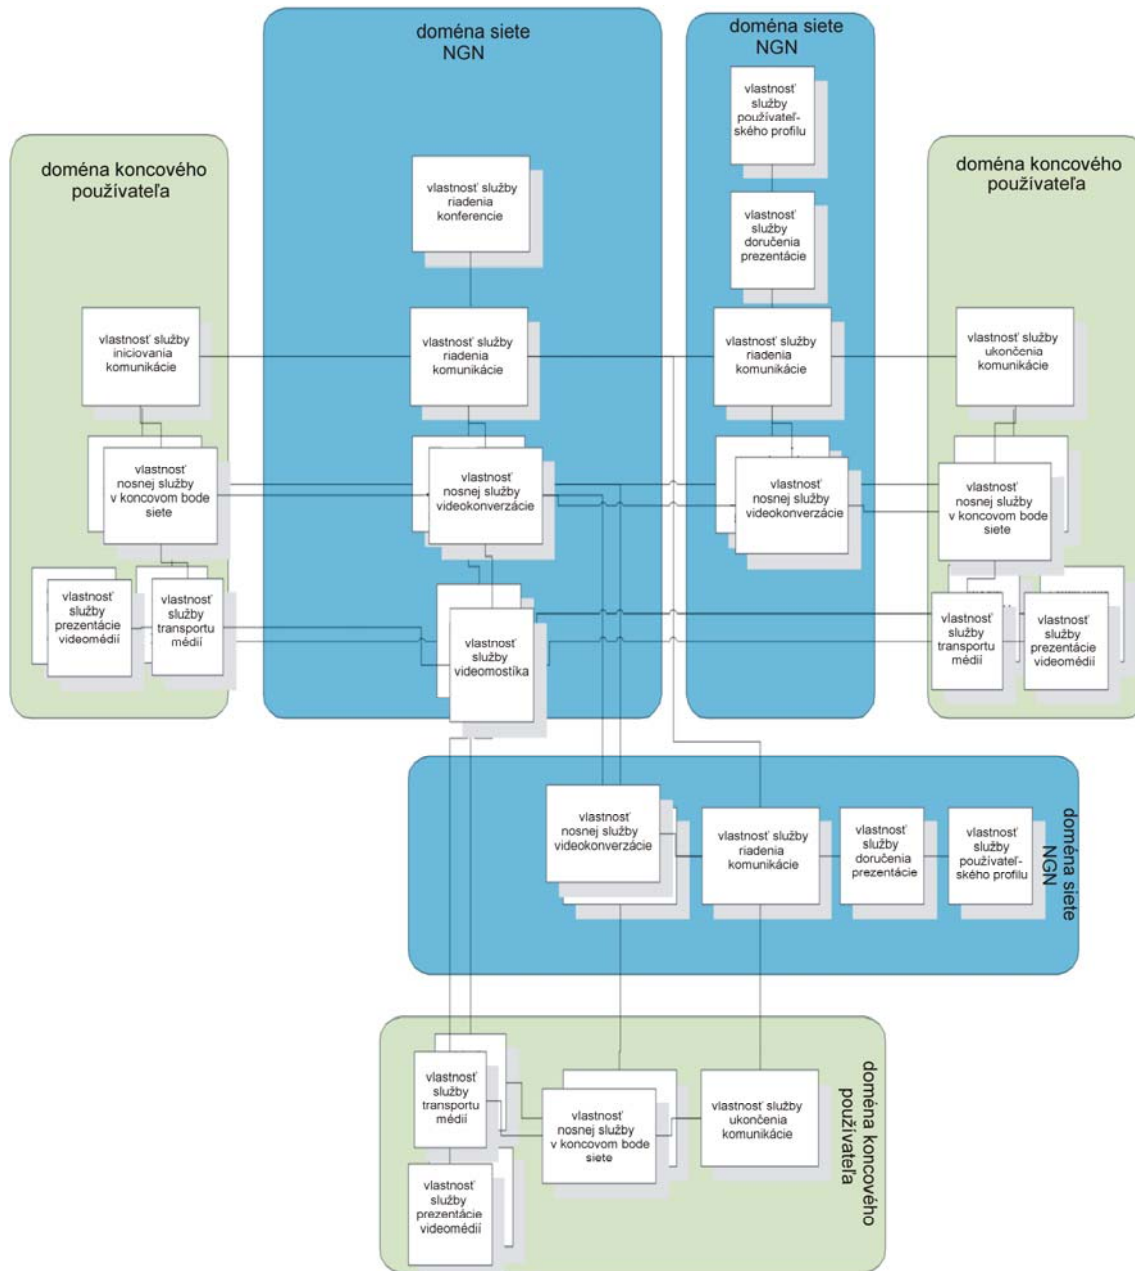 doména siete
NGN
doména siete
NGN
vlastnosť
služby
používateľ-
ského profilu
doména koncového
používateľa
doména koncového
používateľa
vlastnosť služby
riadenia
konferencie
vlastnosť
služby
doručenia
prezentácie
vlastnosť služby
iniciovania
komunikácie
vlastnosť služby
riadenia
komunikácie
vlastnosť služby
riadenia
komunikácie
vlastnosť služby
ukončenia
komunikácie
vlastnosť
nosnej služby
v koncovom bode
siete
vlastnosť
nosnej služby
videokonverzácie
vlastnosť
nosnej služby
videokonverzácie
vlastnosť
nosnej služby
v koncovom bode
siete
vlastnosť
služby
prezentácie
videomédií
vlastnosť
služby
transportu
médií
vlastnosť
služby
videomostíka
vlastnosť
služby
transportu
médií
vlastnosť
služby
prezentácie
videomédií
vlastnosť
nosnej služby
videokonverzácie
vlastnosť služby
riadenia
komunikácie
vlastnosť
služby
doručenia
prezentácie
vlastnosť
služby
používateľ-
ského profilu
doména siete
NGN
vlastnosť
služby
transportu
médií
vlastnosť
nosnej služby
v koncovom bode
siete
vlastnosť služby
ukončenia
komunikácie
vlastnosť
služby
prezentácie
videomédií
doména koncového
používateľa